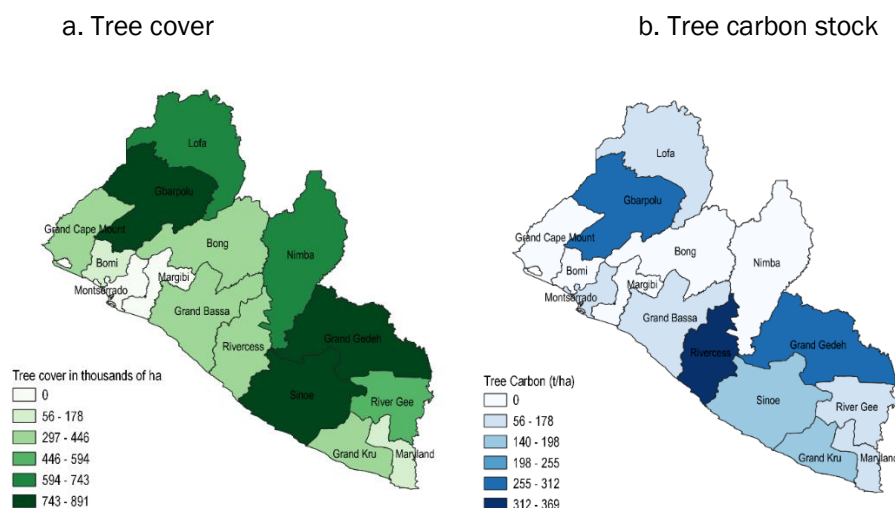 a. Tree cover
b. Tree carbon stock
Lofa
Gbarpolu
Grand Cape Mount
Bong
Bomi
Nimba
Margibi
Montserrado
Grand Bassa
Rivercess
Grand Gedeh
Sinoe
River Gee
Grand Kru
Maryland
Tree cover in thousands of ha
0
56 - 178
297 - 446
446 - 594
594 - 743
743 - 891
Lofa
Gbarpolu
Grand Cape Mount
Bong
Bomi
Nimba
Margibi
Montserrado
Grand Bassa
Rivercess
Grand Gedeh
Sinoe
River Gee
Grand Kru
Maryland
Tree Carbon (t/ha)
0
56 - 178
140 - 198
198 - 255
255 - 312
312 - 369